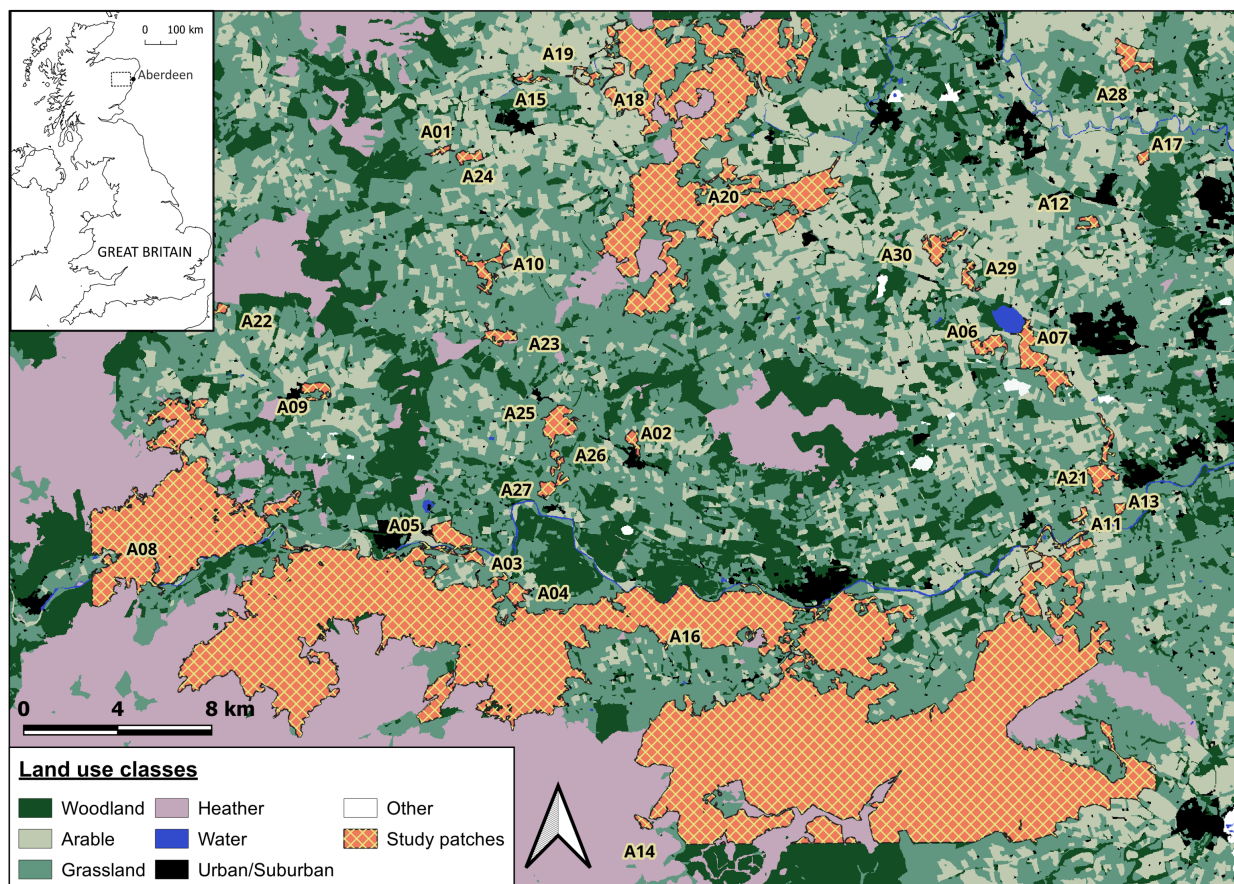 0 100 km
Aberdeen
GREAT BRITAIN
A19
A15
A18
A28
A01
A17
A24
A20
A12
A30
A10
A29
A22
A06
A07
A23
A09
A25
A02
A26
A21
A27
A13
A05
A11
A08
A03
A04
A16
0 4 8 km
A14
Land use classes
Woodland Heather Other
Arable Water Study patches
Grassland Urban/Suburban